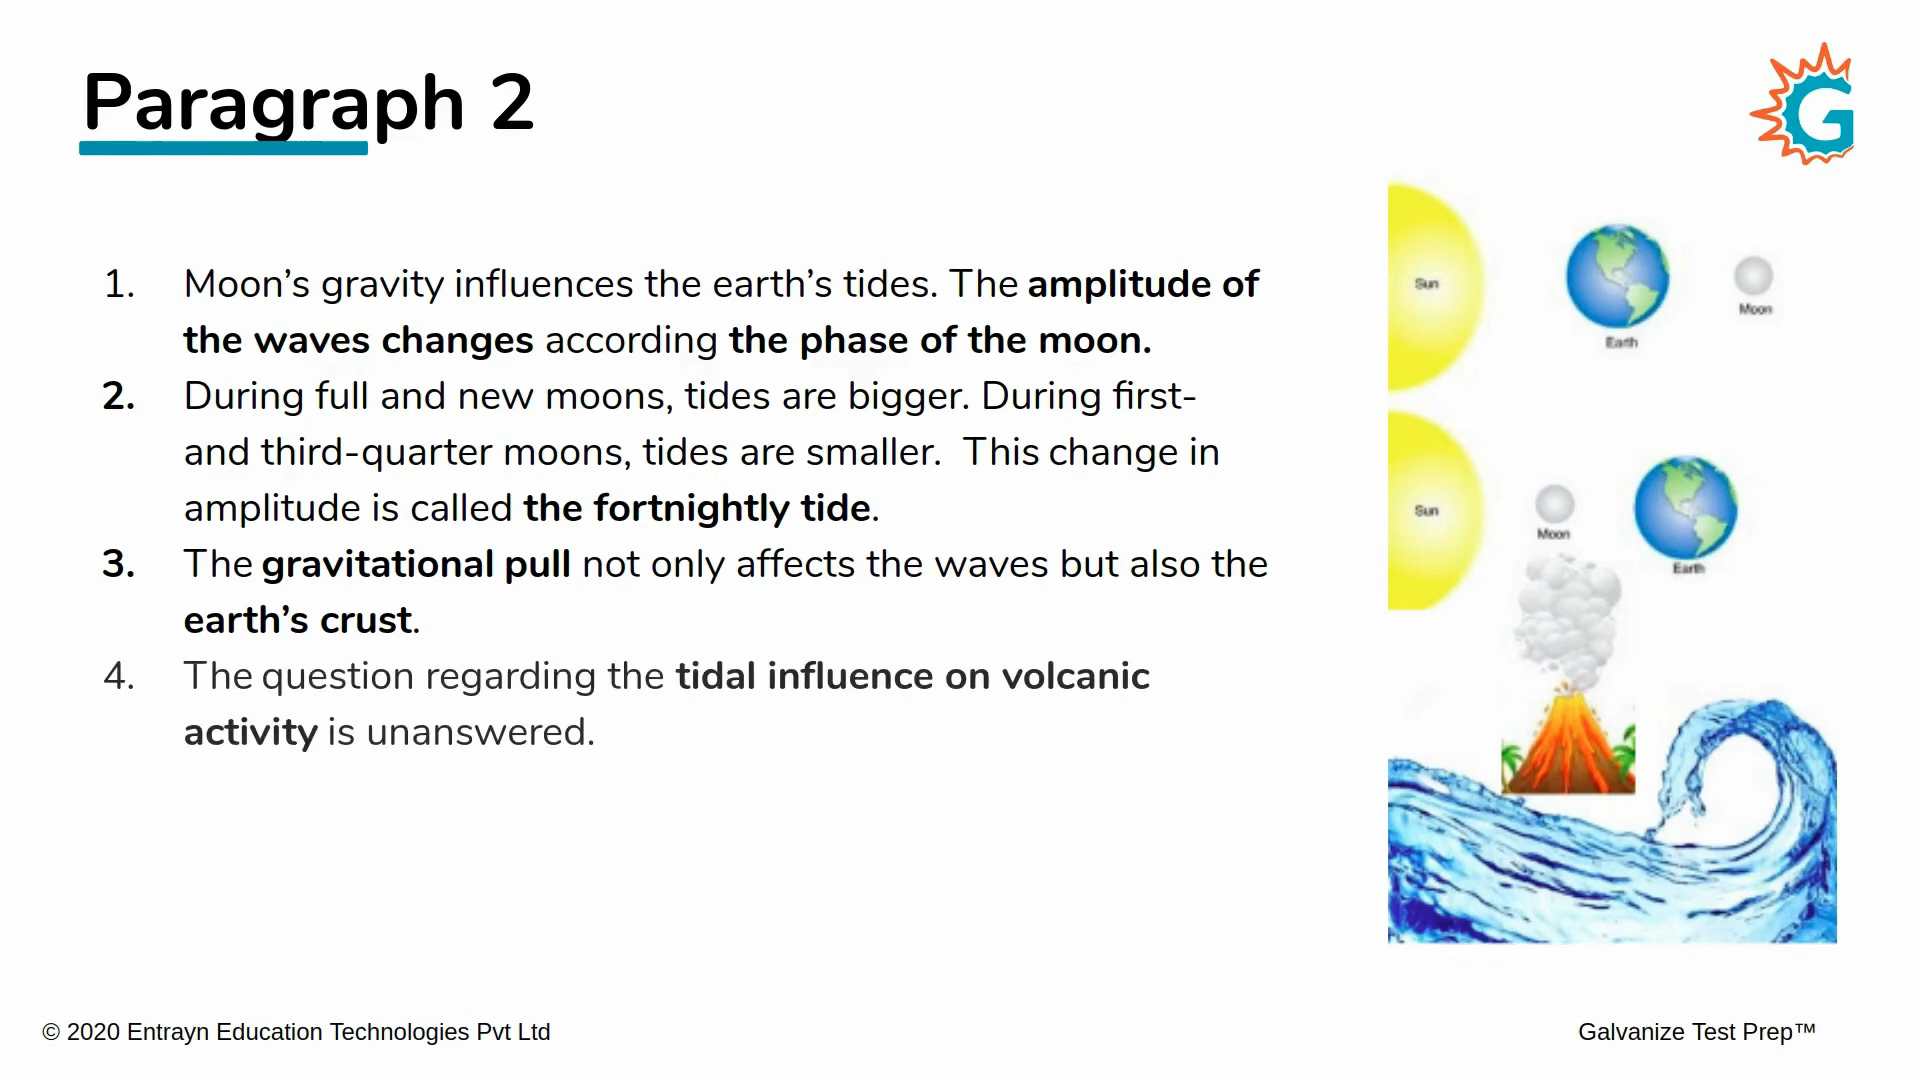 Paragraph 2
G
1. Moon’s gravity influences the earth’s tides. The amplitude of
the waves changes according the phase of the moon.
2. During full and new moons, tides are bigger. During first-
and third-quarter moons, tides are smaller. This change in
amplitude is called the fortnightly tide.
3. The gravitational pull not only affects the waves but also the
earth’s crust.
4. The question regarding the tidal influence on volcanic
activity is unanswered.
Sun
Earth
Moon
Sun
Moon
Earth
© 2020 Entrayn Education Technologies Pvt Ltd
Galvanize Test Prep™